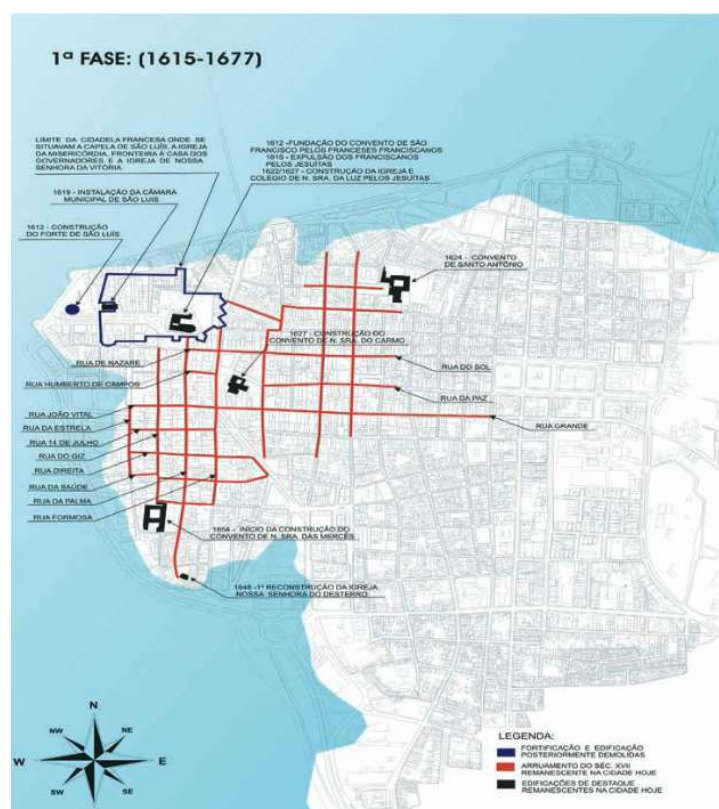 1ª FASE: (1615-1677)
LIMITE DA CIDADELA FRANCESA ONDE SE
SITUAVAM A CAPELA DE SÃO LUÍS, A IGREJA
DA MISERICÓRDIA, FRONTEIRA À CASA DOS
GOVERNADORES E A IGREJA DE NOSSA
SENHORA DA VITÓRIA.
1612 -FUNDAÇÃO DO CONVENTO DE SÃO
FRANCISCO PELOS FRANCESES FRANCISCANOS
1615 - EXPULSÃO DOS FRANCISCANOS
PELOS JESUÍTAS
1622/1627 - CONSTRUÇÃO DA IGREJA E
COLÉGIO DE N. SRA. DA LUZ PELOS JESUÍTAS
1619 - INSTALAÇÃO DA CÂMARA
MUNICIPAL DE SÃO LUIS
1612 - CONSTRUÇÃO
DO FORTE DE SÃO LUÍS
1624 - CONVENTO
DE SANTO ANTÔNIO
1627 - CONSTRUÇÃO DO
CONVENTO DE N. SRA. DO CARMO
RUA DE NAZARÉ
RUA DO SOL
RUA HUMBERTO DE CAMPOS
RUA DA PAZ
RUA JOÃO VITAL
RUA GRANDE
RUA DA ESTRELA
RUA 14 DE JULHO
RUA DO GIZ
RUA DIREITA
RUA DA SAÚDE
RUA DA PALMA
RUA FORMOSA
1654 - INÍCIO DA CONSTRUÇÃO DO
CONVENTO DE N. SRA. DAS MERCÊS
1648 -1ª RECONSTRUÇÃO DA IGREJA
NOSSA SENHORA DO DESTERRO
N
NW
NE
W
E
SW
SE
S
LEGENDA:
FORTIFICAÇÃO E EDIFICAÇÃO
POSTERIORMENTE DEMOLIDAS
ARRUAMENTO DO SÉC. XVII
REMANESCENTE NA CIDADE HOJE
EDIFICAÇÕES DE DESTAQUE
REMANESCENTES NA CIDADE HOJE